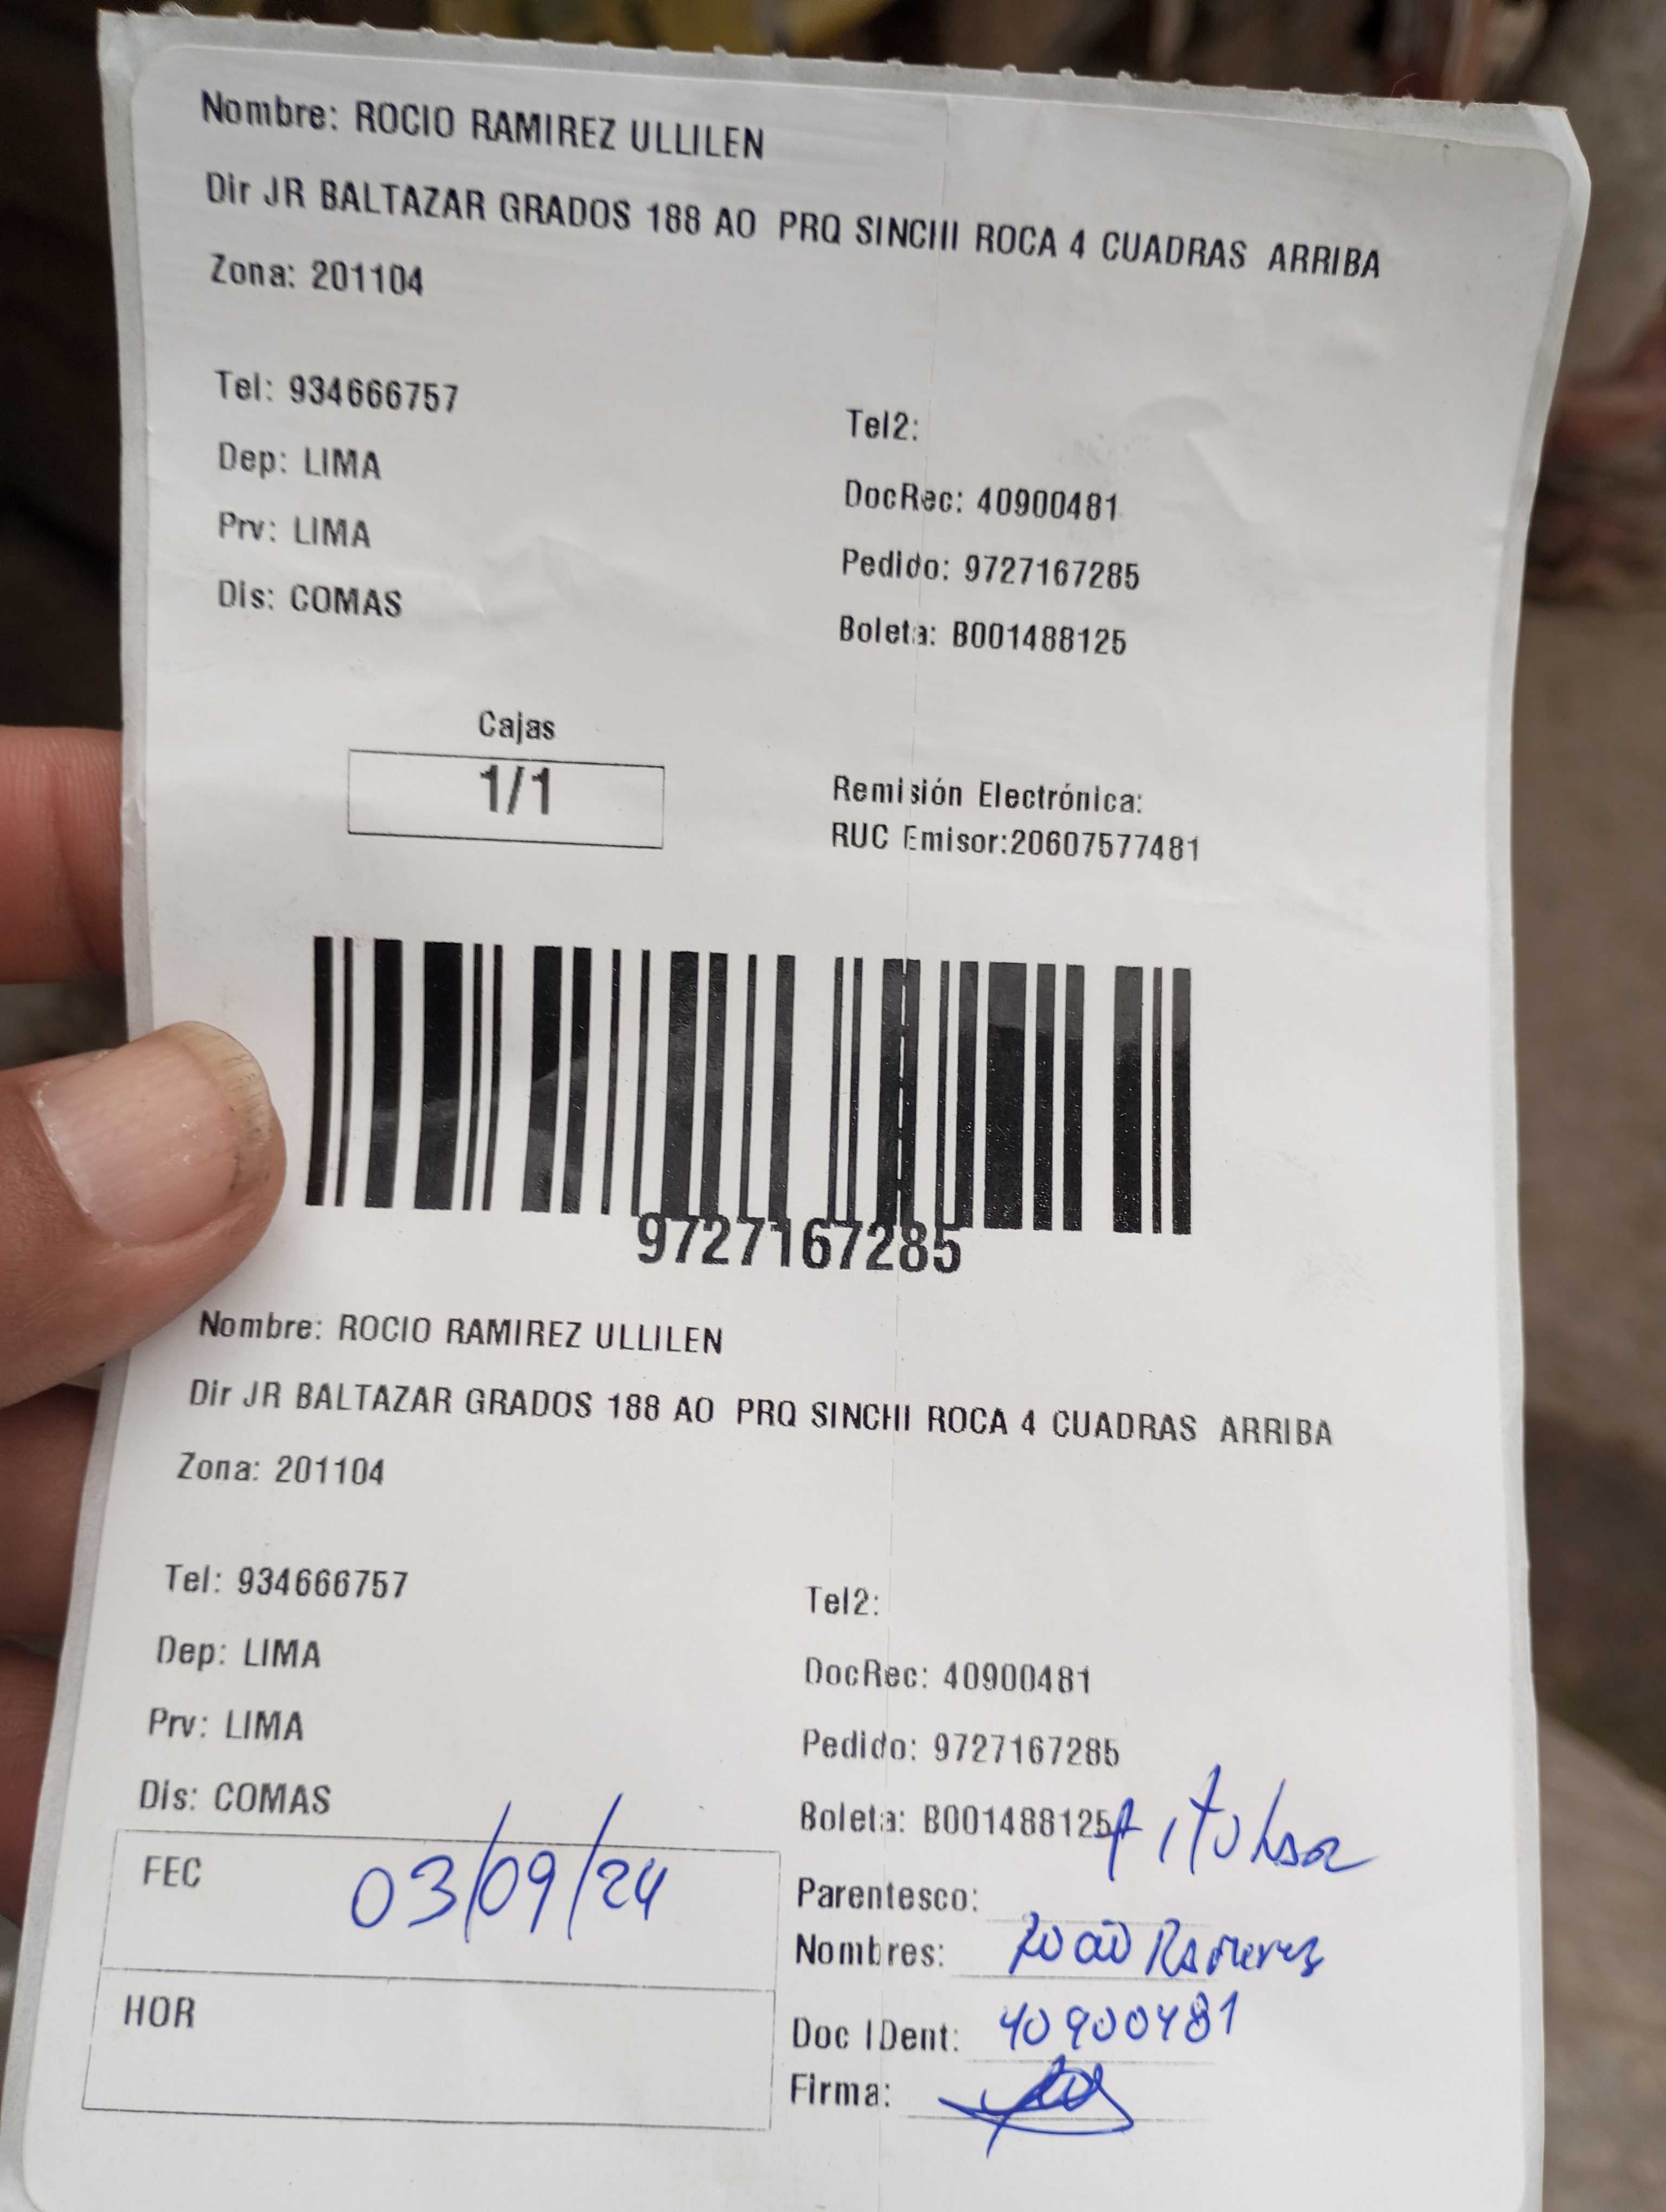 Nombre: ROCIO RAMIREZ ULLILEN
Dir JR BALTAZAR GRADOS 188 AO PRQ SINCHI ROCA 4 CUADRAS ARRIBA
Zona: 201104
Tel: 934666757
Tel2:
Dep: LIMA
DocRec: 40900481
Prv: LIMA
Pedido: 9727167285
Dis: COMAS
Boleta: B001488125
Cajas
1/1
Remisión Electrónica:
RUC Emisor:20607577481
9727167285
Nombre: ROCIO RAMIREZ ULLILEN
Dir JR BALTAZAR GRADOS 188 AO PRQ SINCHI ROCA 4 CUADRAS ARRIBA
Zona: 201104
Tel: 934666757
Tel2:
Dep: LIMA
DocRec: 40900481
Prv: LIMA
Pedido: 9727167285
Dis: COMAS
Boleta: B001488125
FEC 03/09/24
Parentesco:
Nombres:
HOR
Doc IDent: 40900481
Firma: